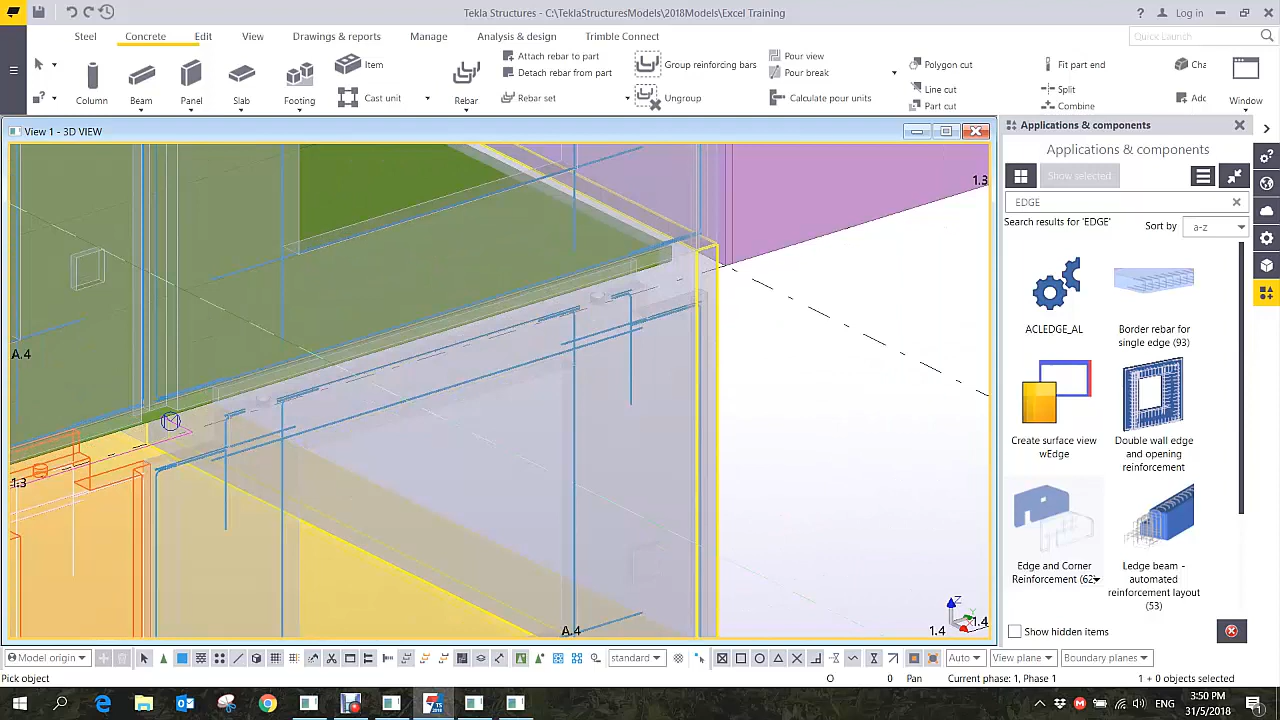 Tekla Structures - C:\TeklaStructuresModels\2018Models\Excel Training
Log in
Steel
Concrete
Edit
View
Drawings & reports
Manage
Analysis & design
Trimble Connect
Quick Launch
Column
Beam
Panel
Slab
Footing
Item
Cast unit
Rebar
Attach rebar to part
Detach rebar from part
Rebar set
Group reinforcing bars
Ungroup
Pour view
Pour break
Calculate pour units
Polygon cut
Line cut
Part cut
Fit part end
Split
Combine
Cha
Adc
Window
View 1 - 3D VIEW
1.3
A.4
1.3
A.4
1.4
1.4
Z
Applications & components
Applications & components
Show selected
EDGE
Search results for 'EDGE'
Sort by
a-z
ACLEDGE_AL
Border rebar for
single edge (93)
Create surface view
wEdge
Double wall edge
and opening
reinforcement
Edge and Corner
Reinforcement (62)
Ledge beam -
automated
reinforcement layout
(53)
Show hidden items
Model origin
standard
Auto
View plane
Boundary planes
Pick object
O
0
Pan
Current phase: 1, Phase 1
1 + 0 objects selected
ENG
3:50 PM
31/5/2018